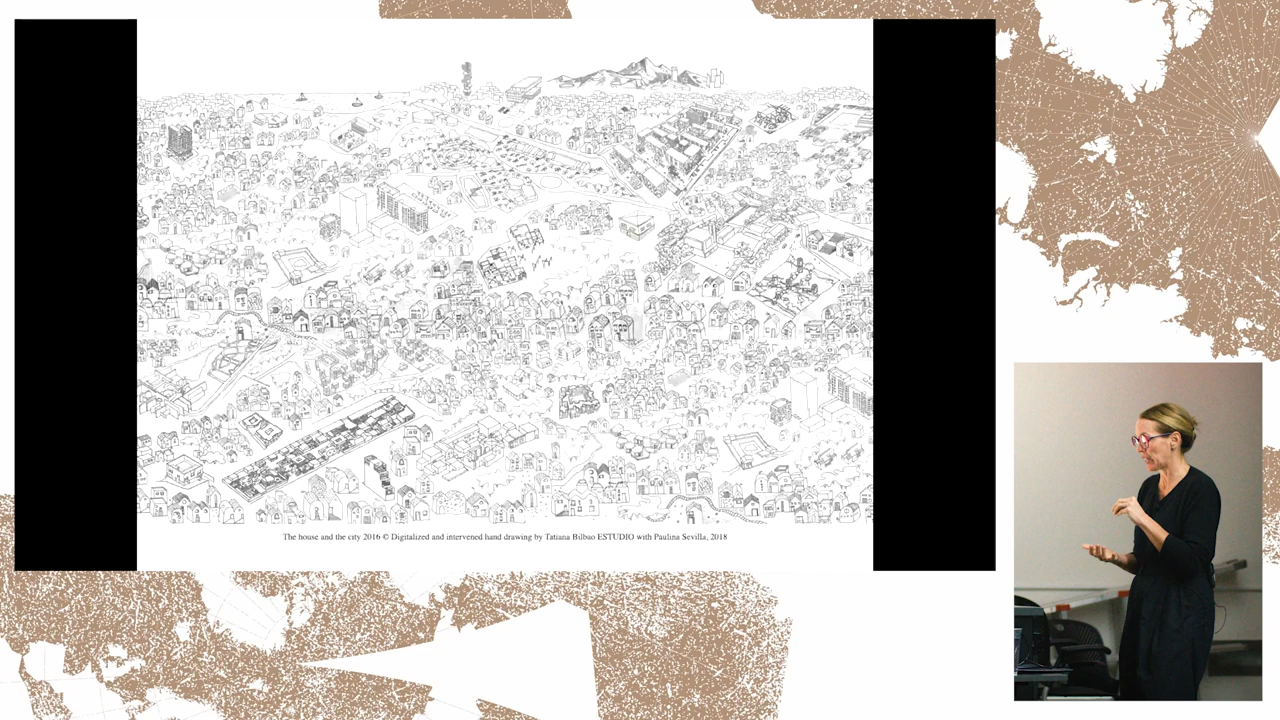 The house and the city 2016 © Digitalized and intervened hand drawing by Tatiana Bilbao ESTUDIO with Paulina Sevilla, 2018